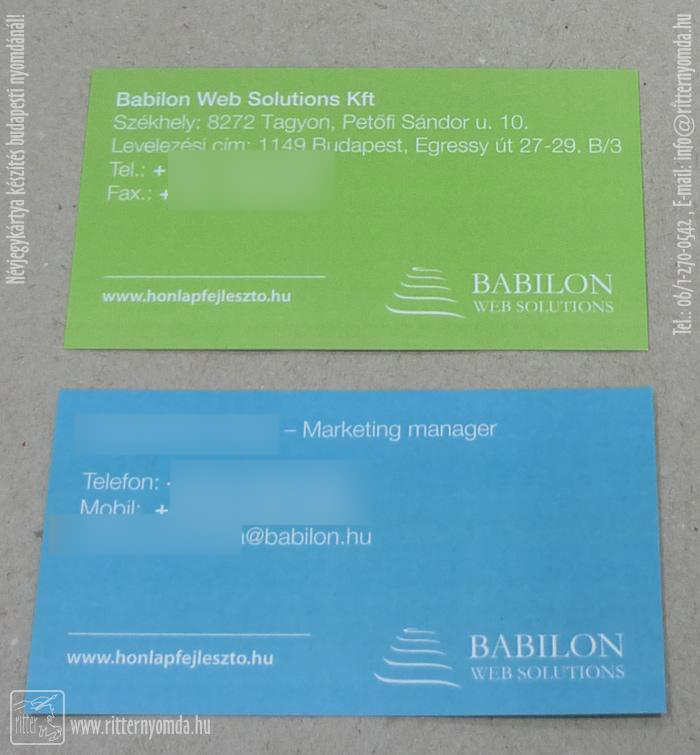 Névjegykártya készítés budapesti nyomdánál!
Babilon Web Solutions Kft
Székhely: 8272 Tagyon, Petőfi Sándor u. 10.
Levelezési cím: 1149 Budapest, Egressy út 27-29. B/3
Tel.: +
Fax.: +
www.honlapfejleszto.hu
BABILON
WEB SOLUTIONS
– Marketing manager
Telefon:
Mobil: +
@babilon.hu
www.honlapfejleszto.hu
BABILON
WEB SOLUTIONS
Tel.: 06/1-270-0542 E-mail: info@ritternyomda.hu
ritter
www.ritternyomda.hu